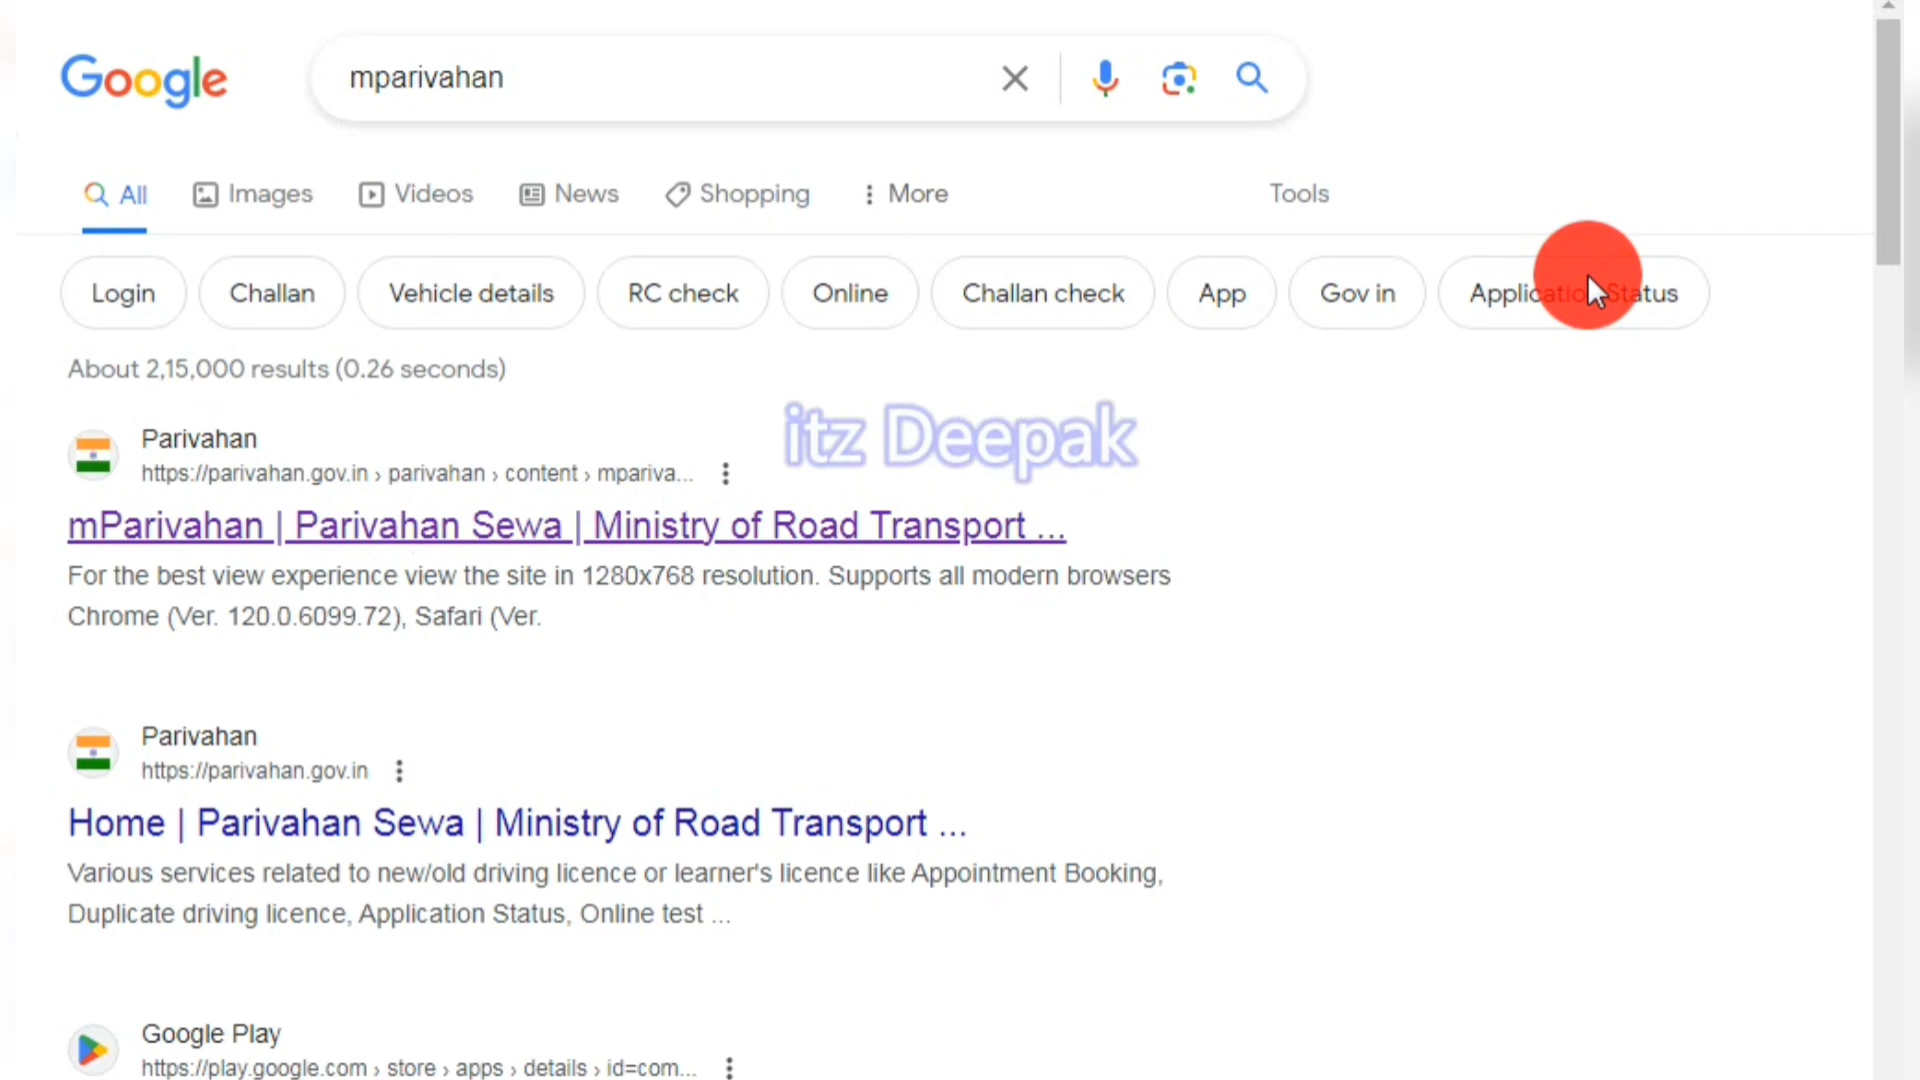 Google
mparivahan
All Images Videos News Shopping More Tools
Login Challan Vehicle details RC check Online Challan check App Gov in Application Status
About 2,15,000 results (0.26 seconds)
itz Deepak
Parivahan
https://parivahan.gov.in › parivahan › content › mpariva...
mParivahan | Parivahan Sewa | Ministry of Road Transport ...
For the best view experience view the site in 1280x768 resolution. Supports all modern browsers
Chrome (Ver. 120.0.6099.72), Safari (Ver.
Parivahan
https://parivahan.gov.in
Home | Parivahan Sewa | Ministry of Road Transport ...
Various services related to new/old driving licence or learner's licence like Appointment Booking,
Duplicate driving licence, Application Status, Online test ...
Google Play
https://play.google.com › store › apps › details › id=com...